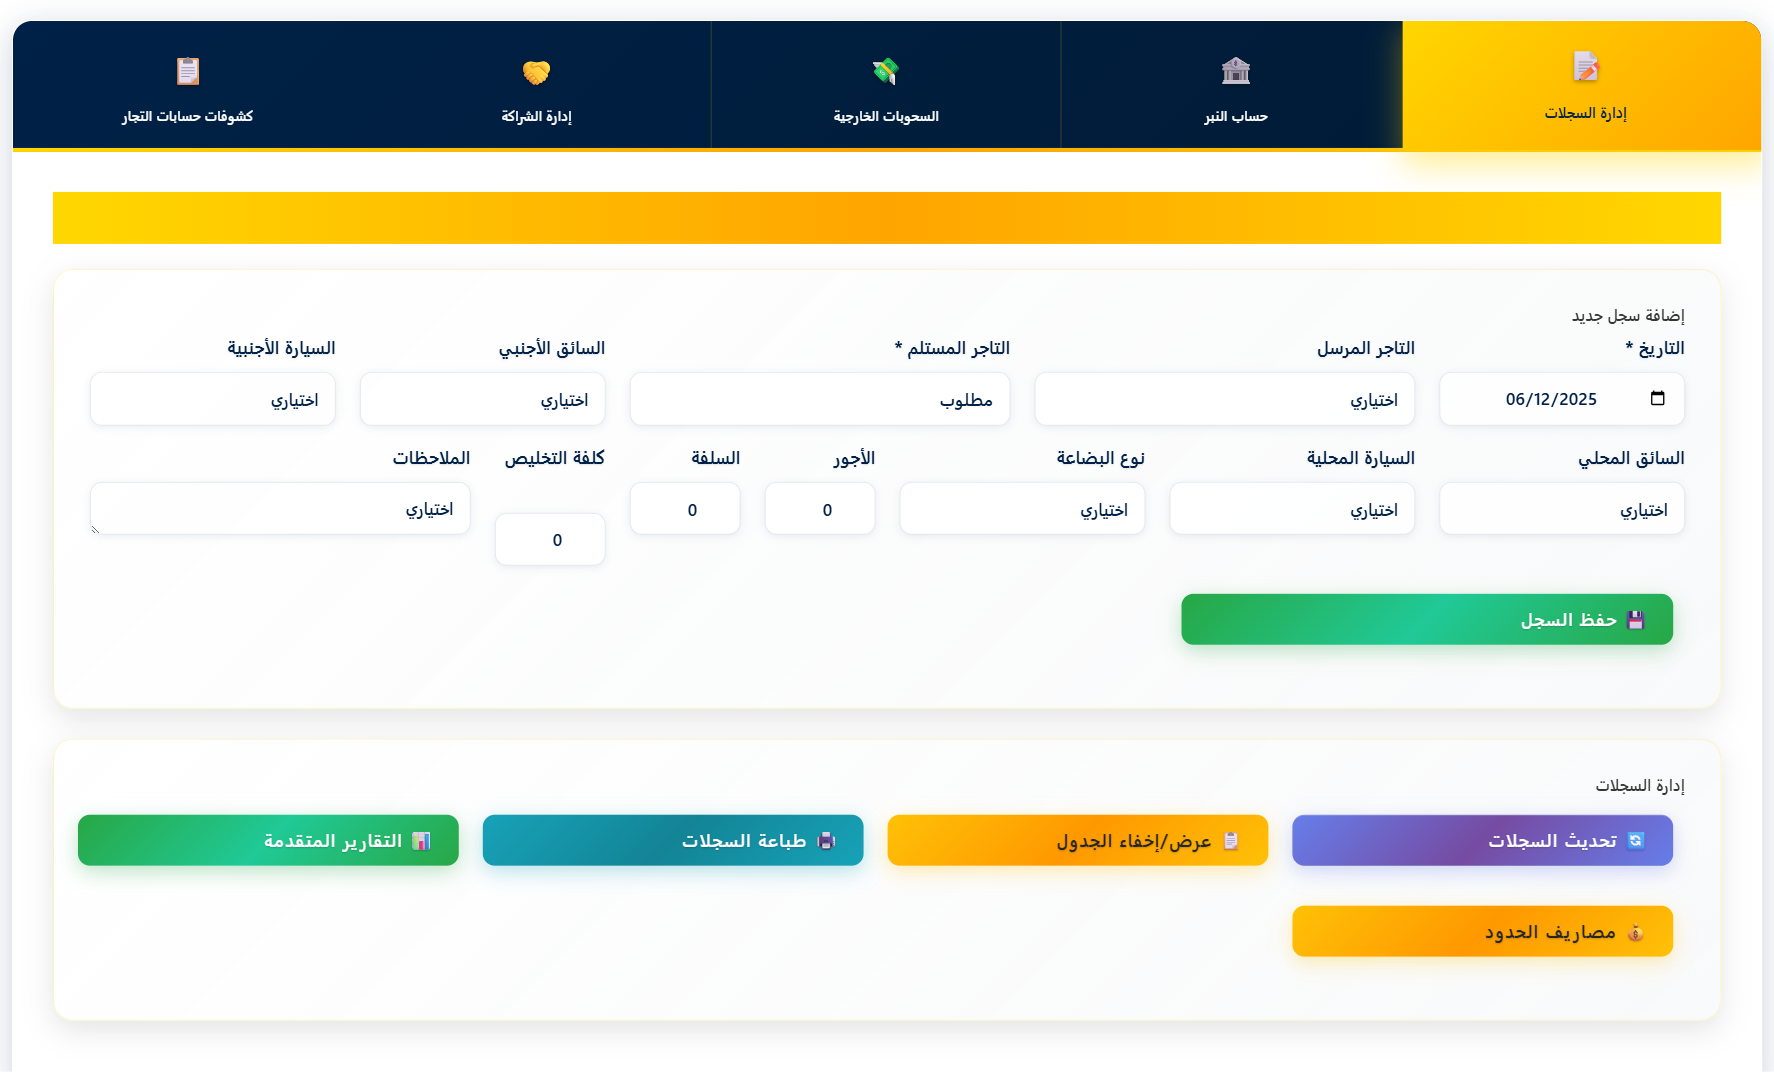 إدارة السجلات
حساب النبر
السحوبات الخارجية
إدارة الشراكة
كشوفات حسابات التجار
إضافة سجل جديد
التاريخ *
التاجر المرسل
التاجر المستلم *
السائق الأجنبي
السيارة الأجنبية
06/12/2025
اختياري
مطلوب
اختياري
اختياري
السائق المحلي
السيارة المحلية
نوع البضاعة
الأجور
السلفة
كلفة التخليص
الملاحظات
اختياري
اختياري
اختياري
0
0
0
اختياري
حفظ السجل
إدارة السجلات
تحديث السجلات
عرض/إخفاء الجدول
طباعة السجلات
التقارير المتقدمة
مصاريف الحدود